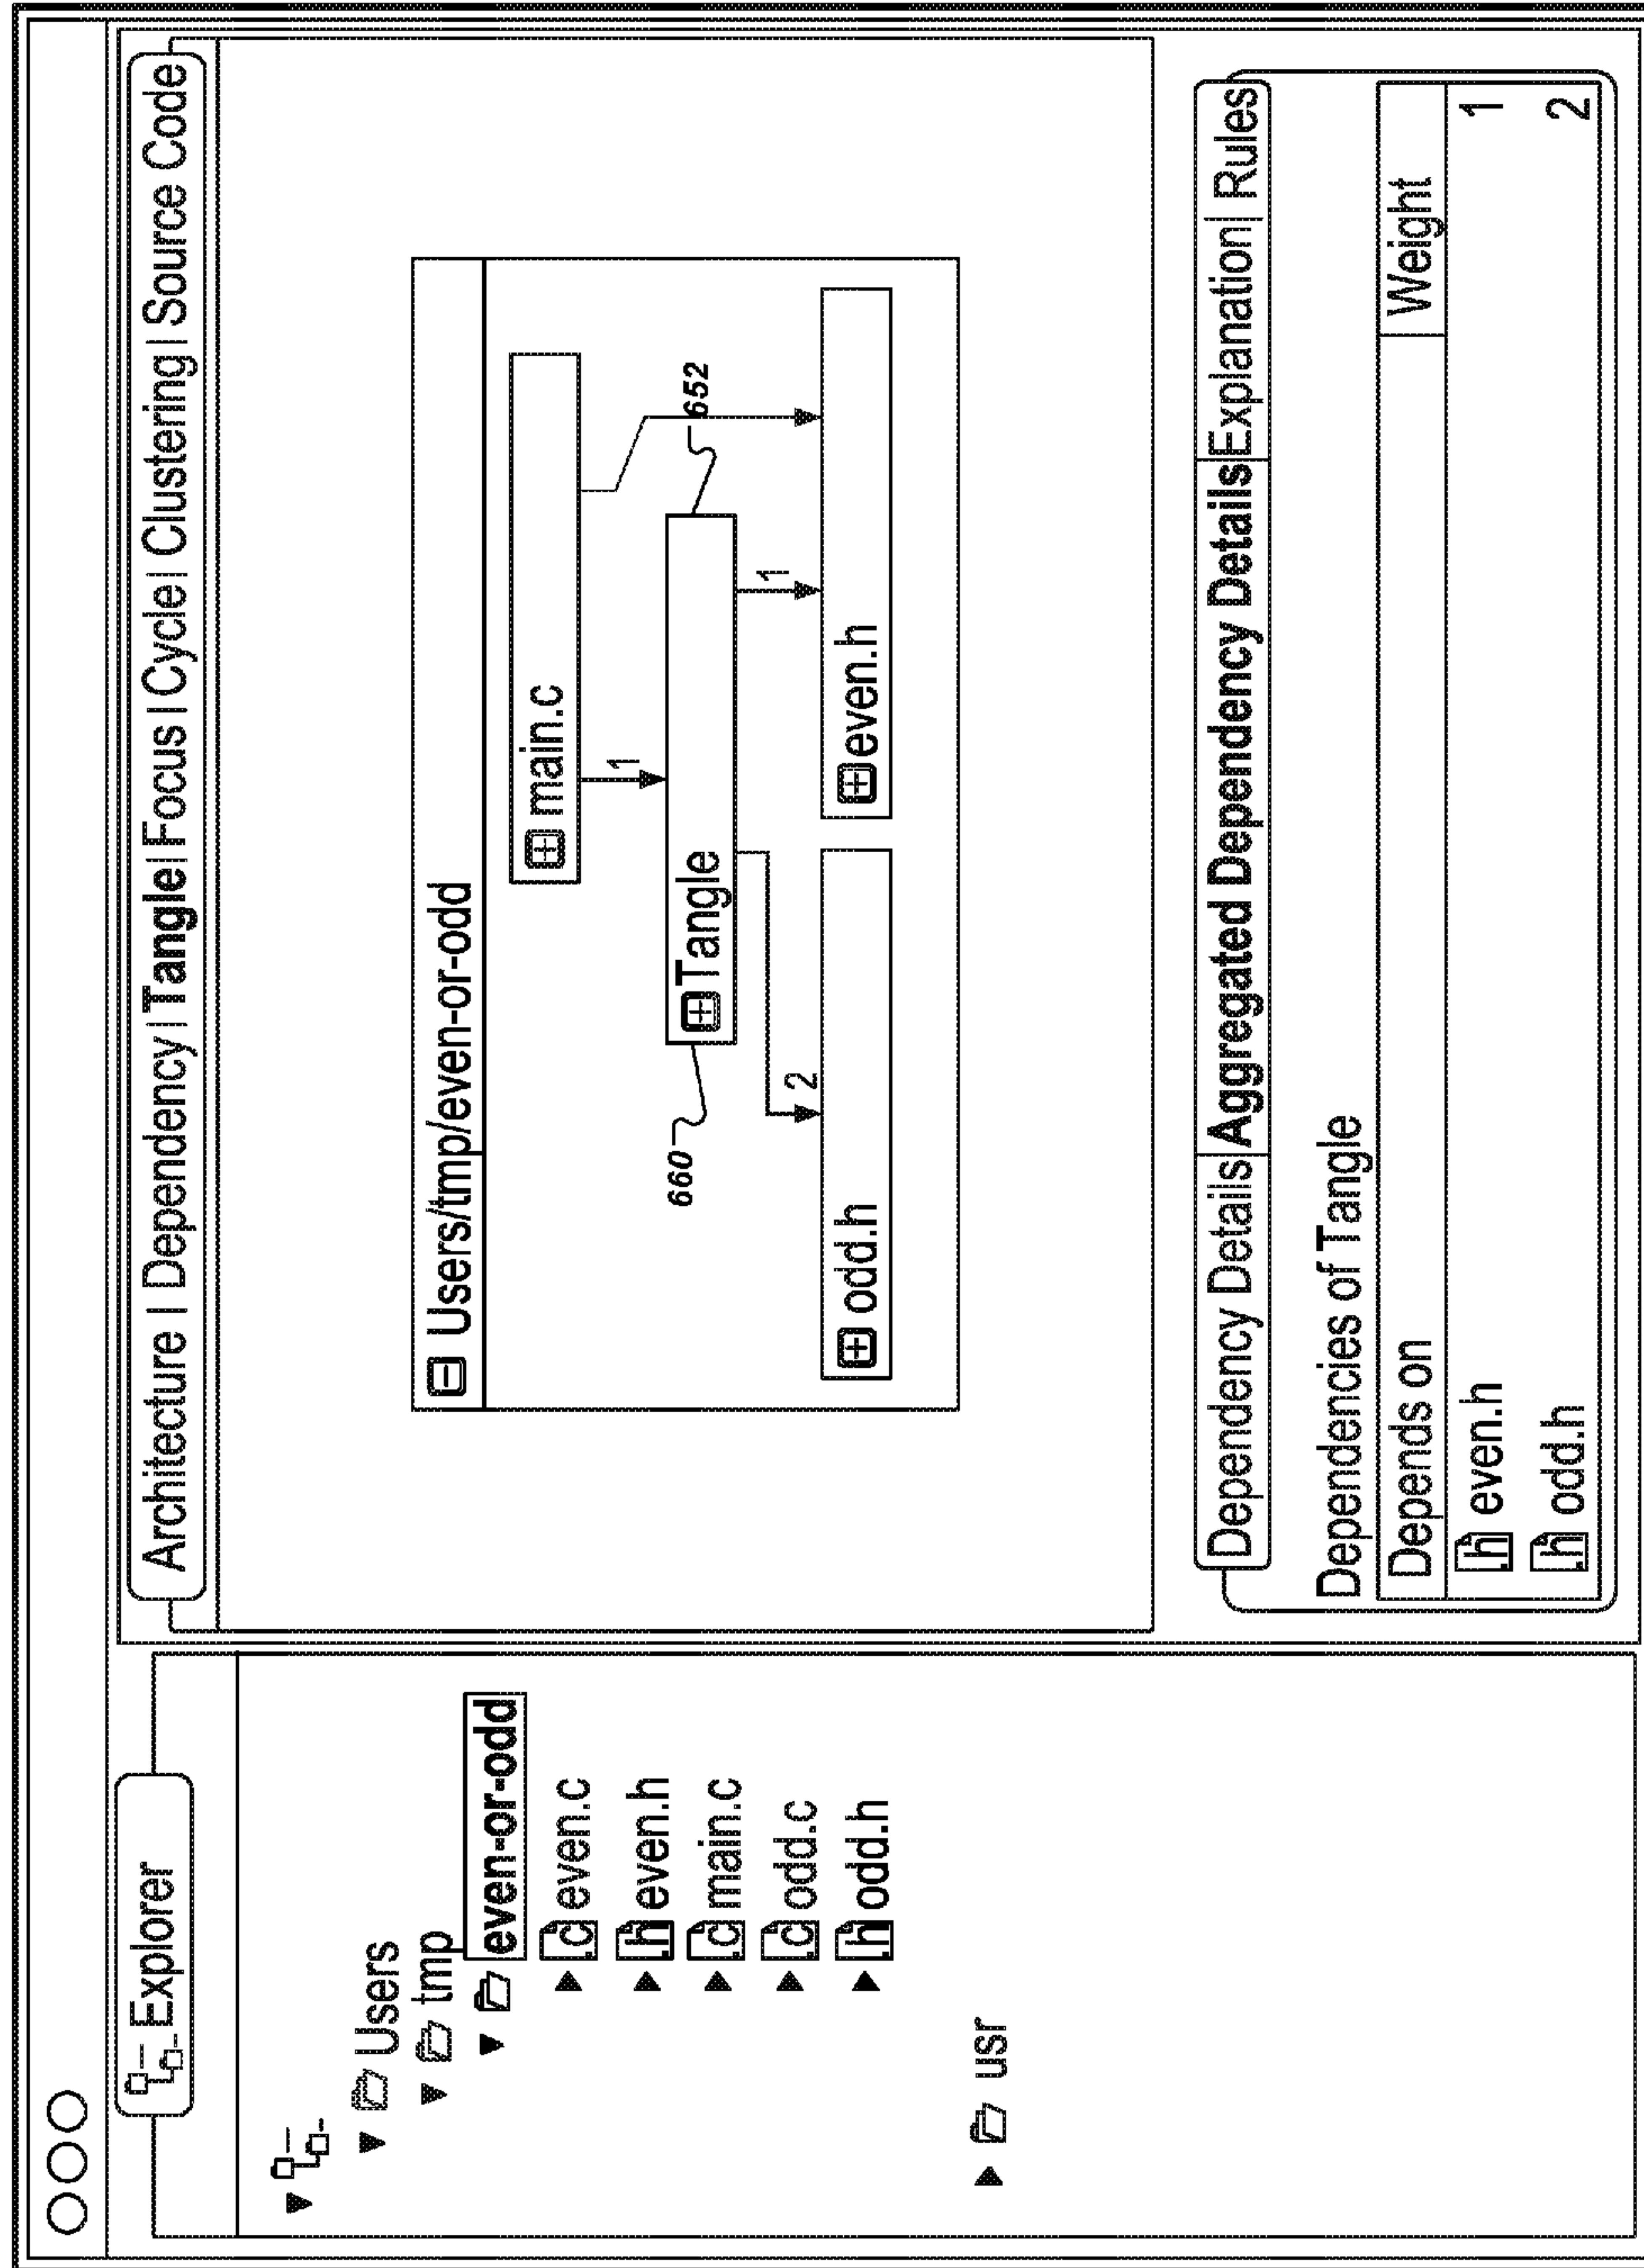 Explorer
Users
tmp
even-or-odd
.c even.c
.h even.h
.c main.c
.c odd.c
.h odd.h
usr
Architecture | Dependency | Tangle | Focus | Cycle | Clustering | Source Code
Users/tmp/even-or-odd
main.c
1
660
Tangle
652
2
1
odd.h
even.h
Dependency Details Aggregated Dependency Details Explanation | Rules
Dependencies of Tangle
Depends on Weight
.h even.h 1
.h odd.h 2